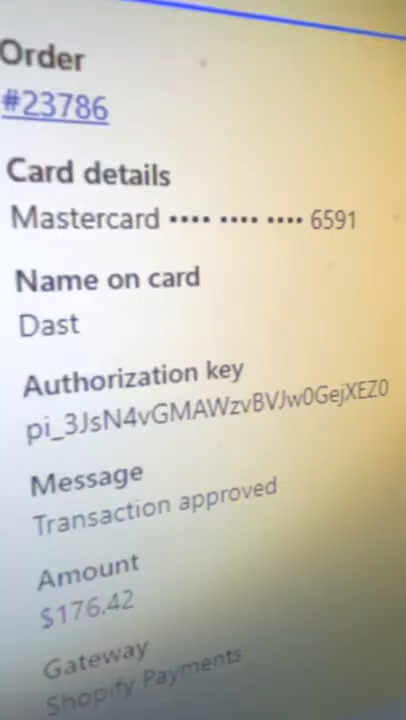 Order
#23786
Card details
Mastercard •••• •••• •••• 6591
Name on card
Dast
Authorization key
pi_3JsN4vGMAWzvBVJw0GejXEZ0
Message
Transaction approved
Amount
$176.42
Gateway
Shopify Payments